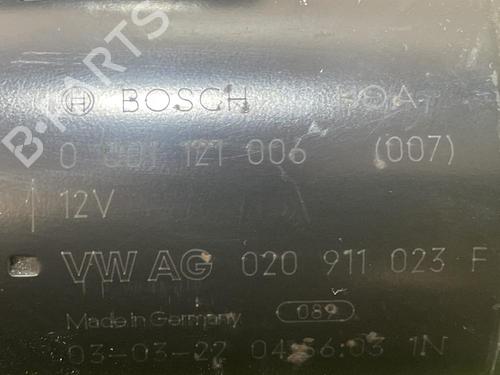 B-PARTS
BOSCH
0 001 121 006 (007)
12V
VW AG 020 911 023 F
Made in Germany 089
03-03-22 04:36:03 1N